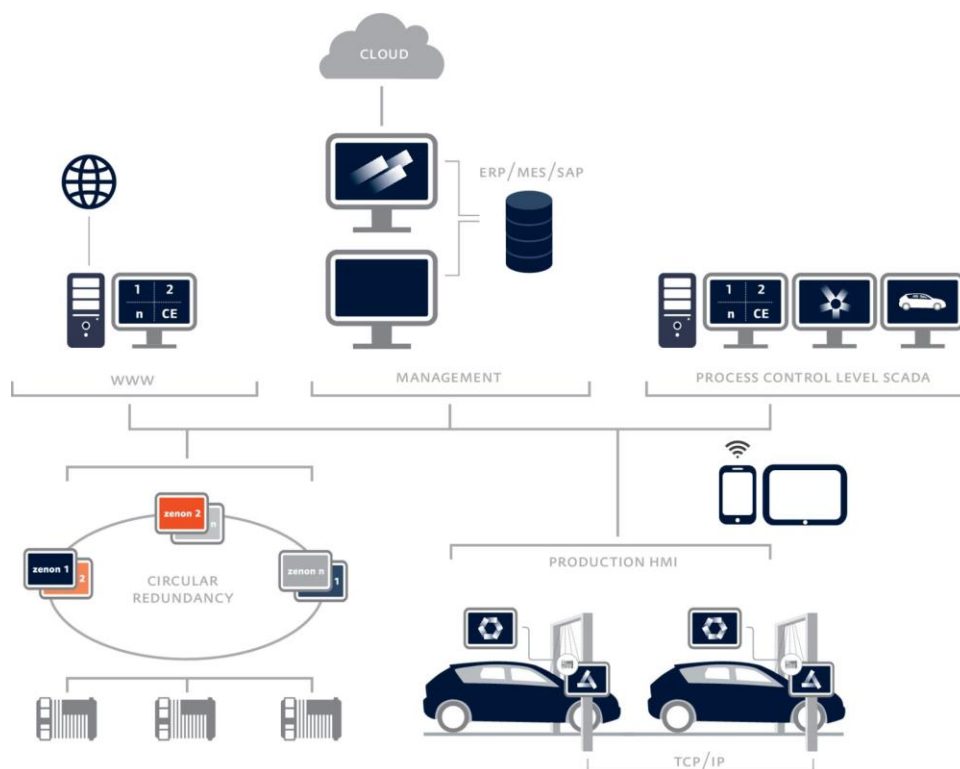 CLOUD
ERP/MES/SAP
1 2
n CE
1 2
n CE
WWW
MANAGEMENT
PROCESS CONTROL LEVEL SCADA
zenon 2
n
zenon 1
2
zenon n
1
CIRCULAR
REDUNDANCY
PRODUCTION HMI
TCP/IP